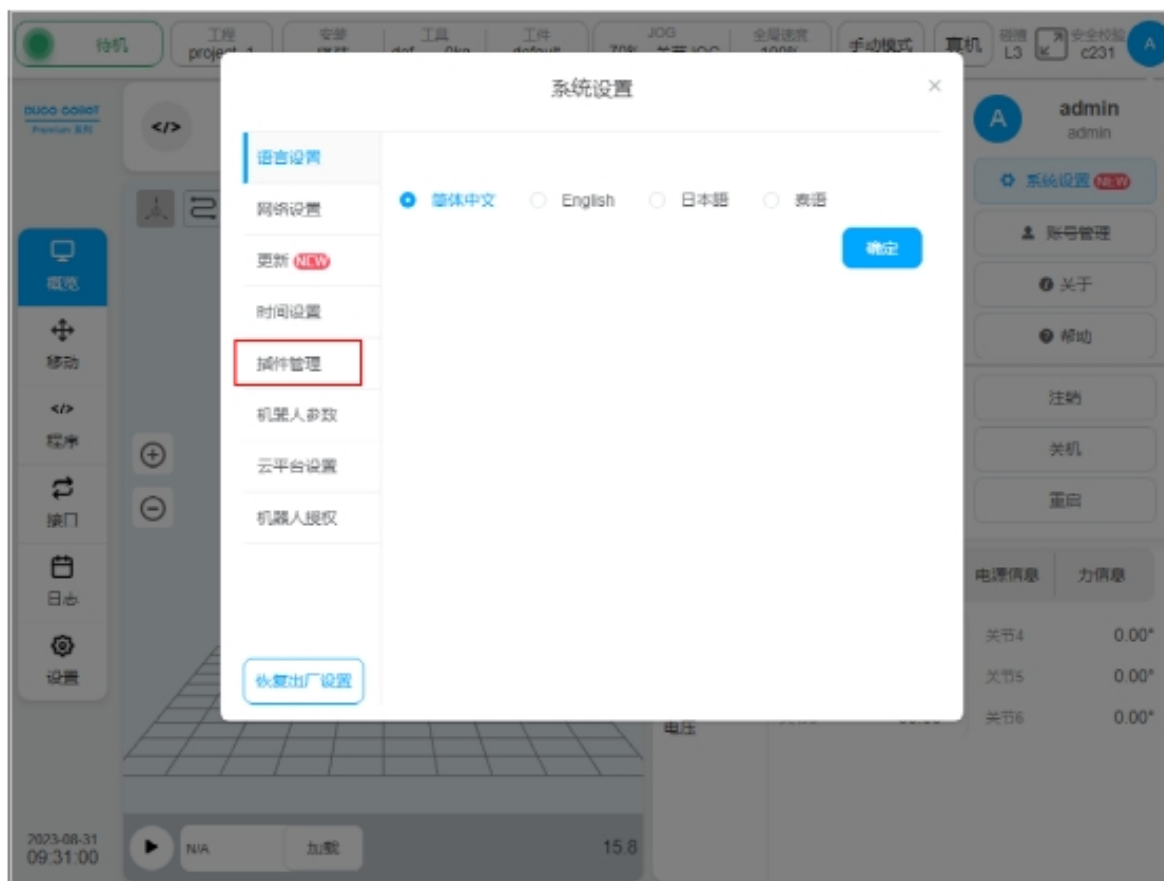 待机
工程
安装
工具
工件
JOG
全局速度
手动模式
真机
碰撞
L3
安全校验
c231
A
DUCO COBOT
Premium 系列
</>
系统设置
×
语言设置
网络设置
更新 NEW
时间设置
插件管理
机器人参数
云平台设置
机器人授权
恢复出厂设置
简体中文
English
日本語
泰语
确定
A
admin
admin
系统设置 NEW
账号管理
关于
帮助
注销
关机
重启
电源信息
力信息
关节4 0.00°
关节5 0.00°
关节6 0.00°
电压
概览
移动
</>
程序
接口
日志
设置
2023-08-31
09:31:00
N/A
加载
15.8